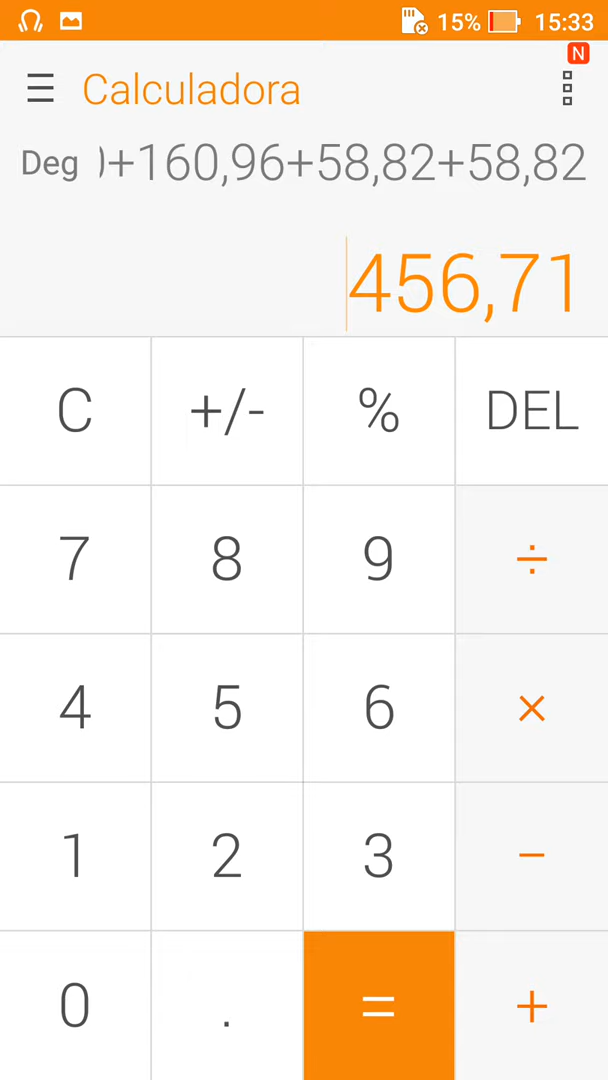 15% 15:33
N
Calculadora
Deg )+160,96+58,82+58,82
456,71
C +/- % DEL
7 8 9 ÷
4 5 6 ×
1 2 3 −
0 . = +